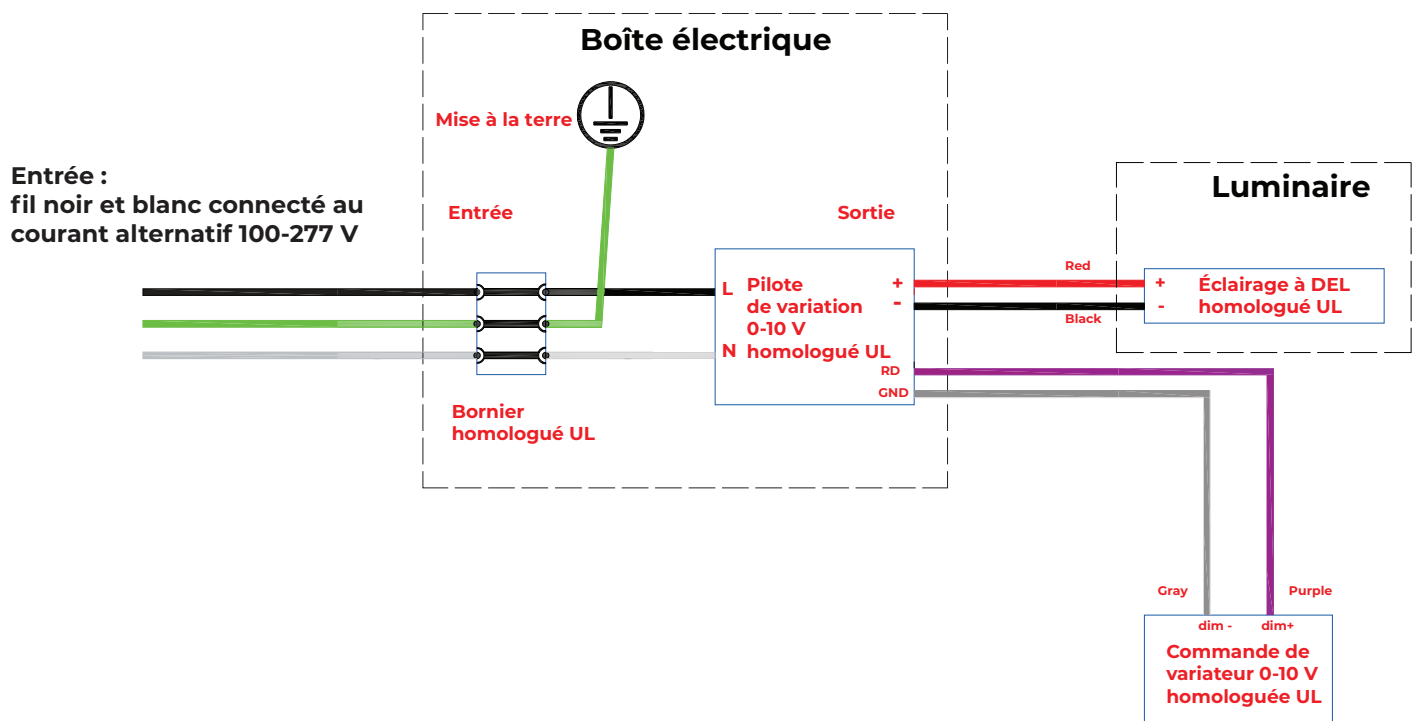 Boîte électrique
Mise à la terre
Entrée :
fil noir et blanc connecté au
courant alternatif 100-277 V
Entrée
Sortie
Luminaire
L
Pilote
de variation
0-10 V
homologué UL
N
+
-
RD
GND
Red
Black
+
-
Éclairage à DEL
homologué UL
Bornier
homologué UL
Gray
Purple
dim -
dim+
Commande de
variateur 0-10 V
homologuée UL